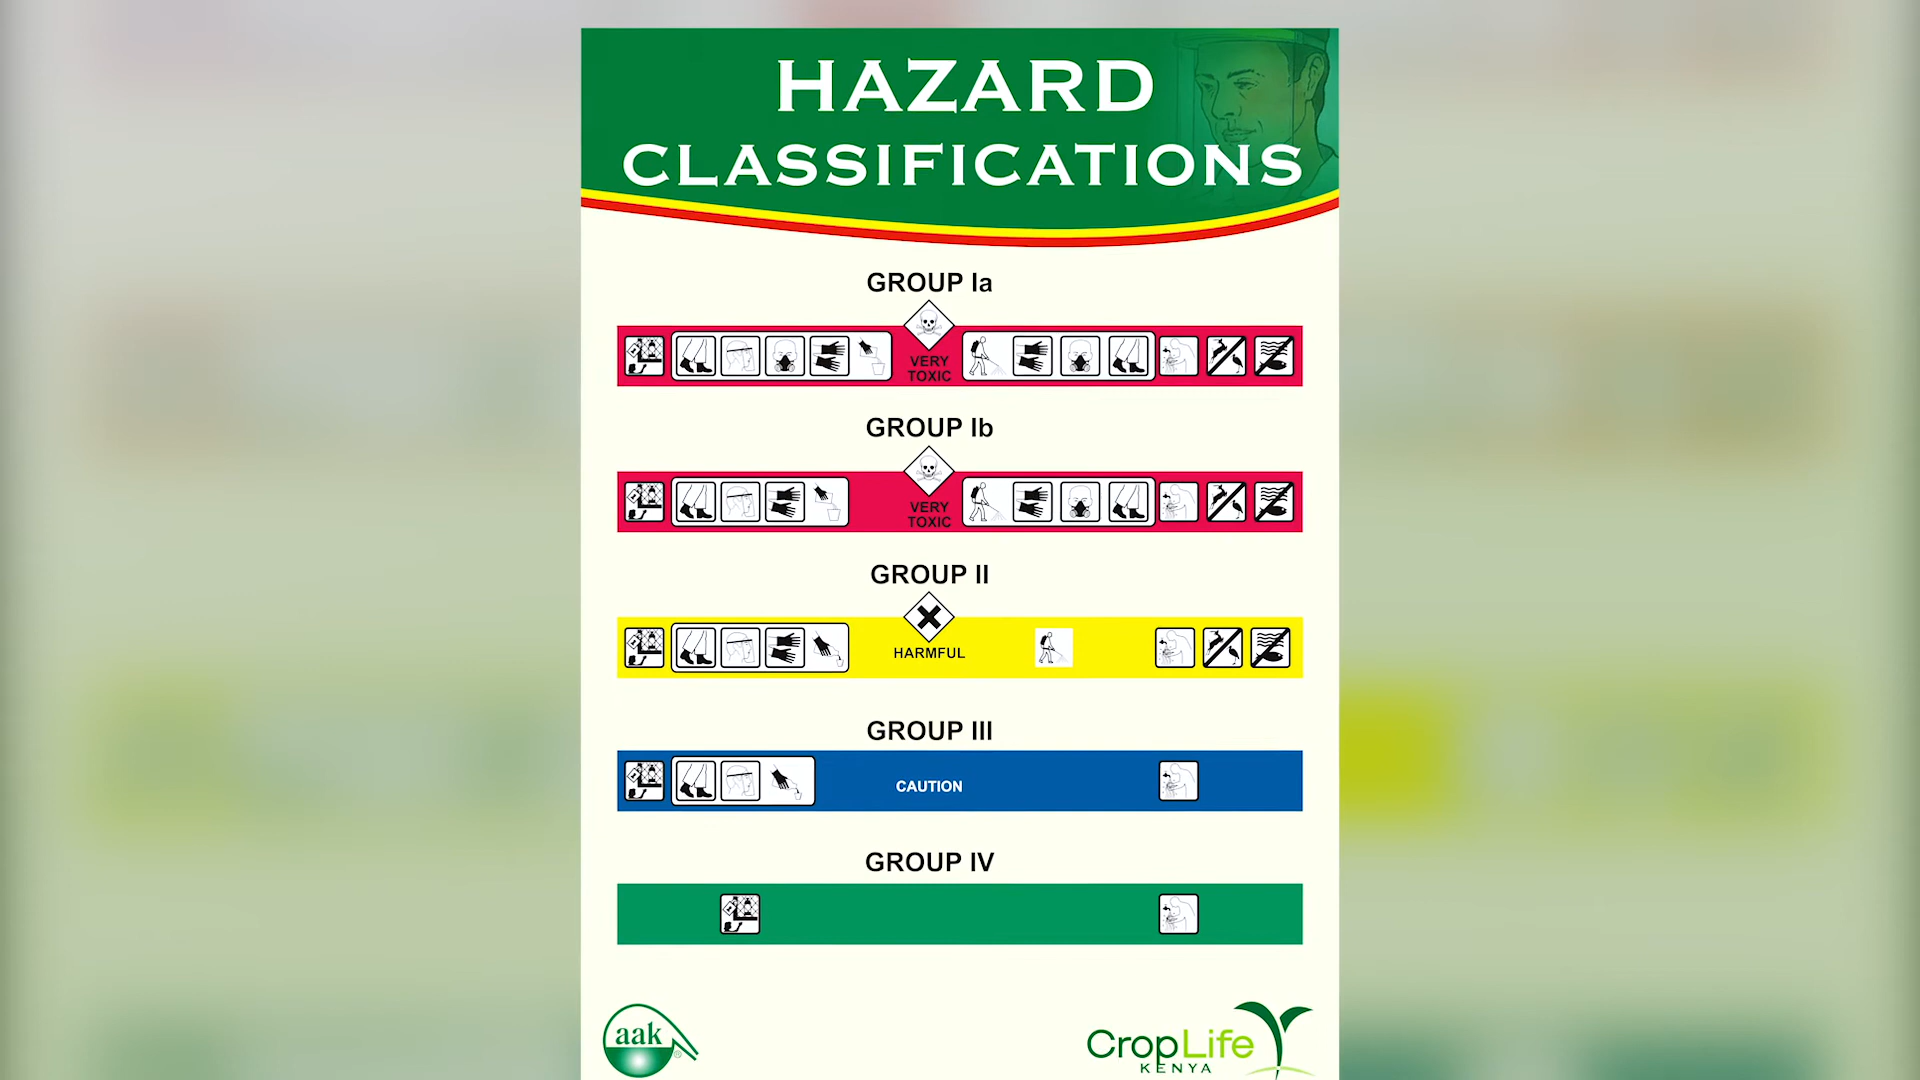 HAZARD
CLASSIFICATIONS
GROUP Ia
VERY
TOXIC
GROUP Ib
VERY
TOXIC
GROUP II
HARMFUL
GROUP III
CAUTION
GROUP IV
aak
®
CropLife
KENYA